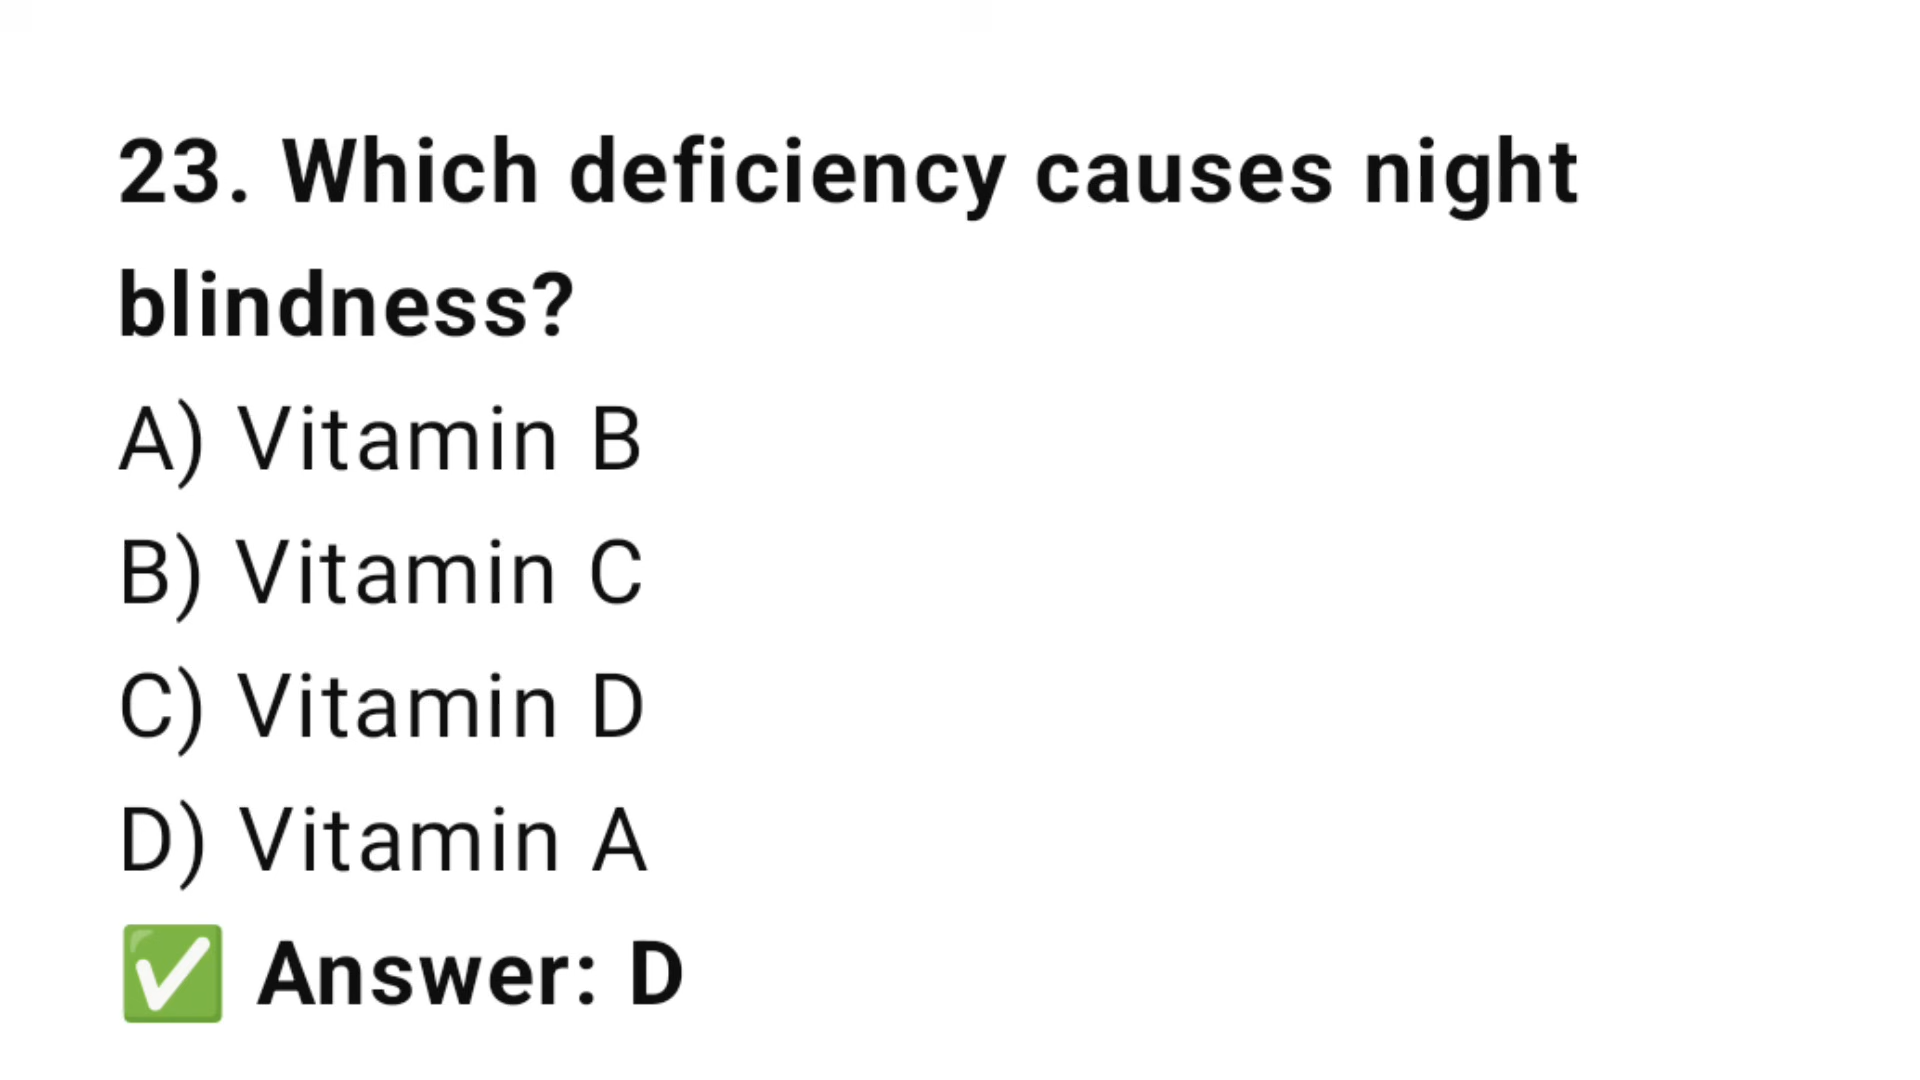 23. Which deficiency causes night
blindness?
A) Vitamin B
B) Vitamin C
C) Vitamin D
D) Vitamin A
✅ Answer: D